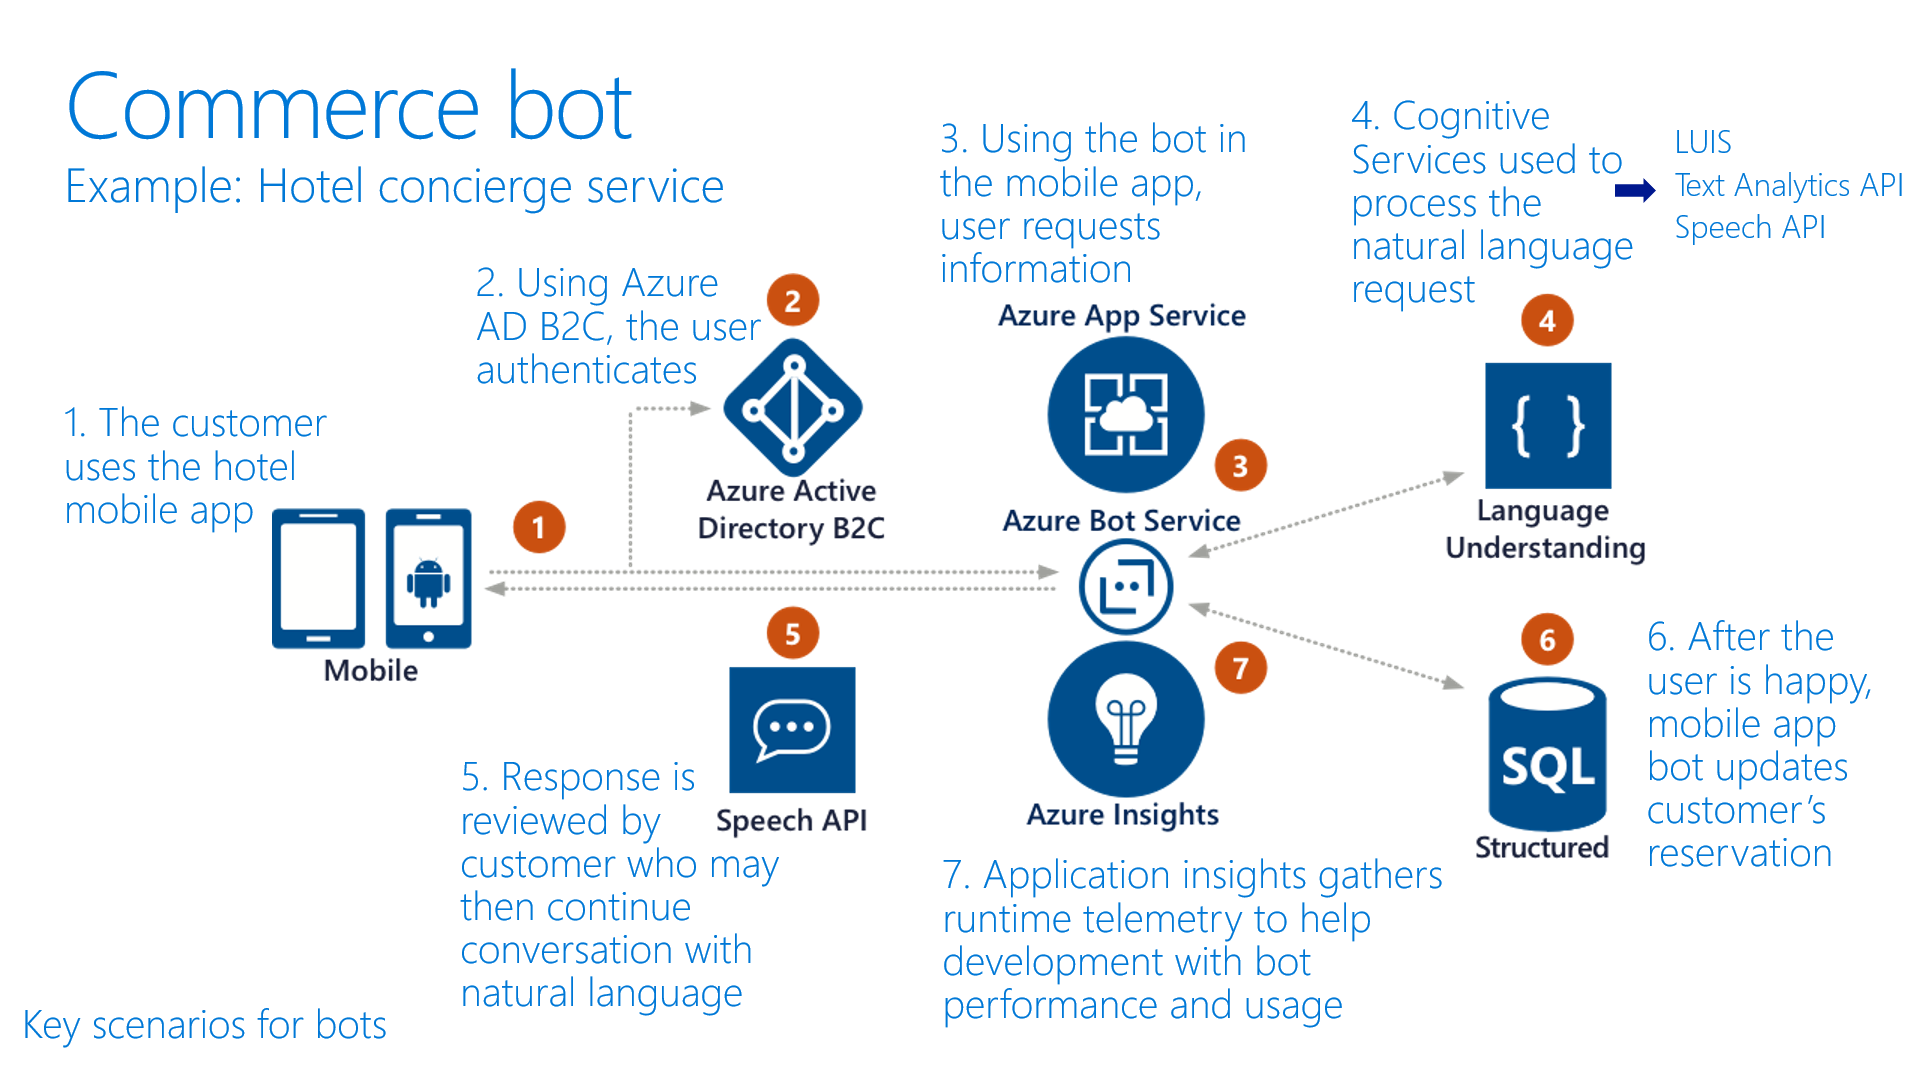 Commerce bot
Example: Hotel concierge service
1. The customer
uses the hotel
mobile app
1
Mobile
2. Using Azure
AD B2C, the user
authenticates
2
Azure Active
Directory B2C
3. Using the bot in
the mobile app,
user requests
information
Azure App Service
3
Azure Bot Service
4. Cognitive
Services used to
process the
natural language
request
LUIS
Text Analytics API
Speech API
4
{ }
Language
Understanding
5
Speech API
5. Response is
reviewed by
customer who may
then continue
conversation with
natural language
6
SQL
Structured
6. After the
user is happy,
mobile app
bot updates
customer’s
reservation
7
Azure Insights
7. Application insights gathers
runtime telemetry to help
development with bot
performance and usage
Key scenarios for bots